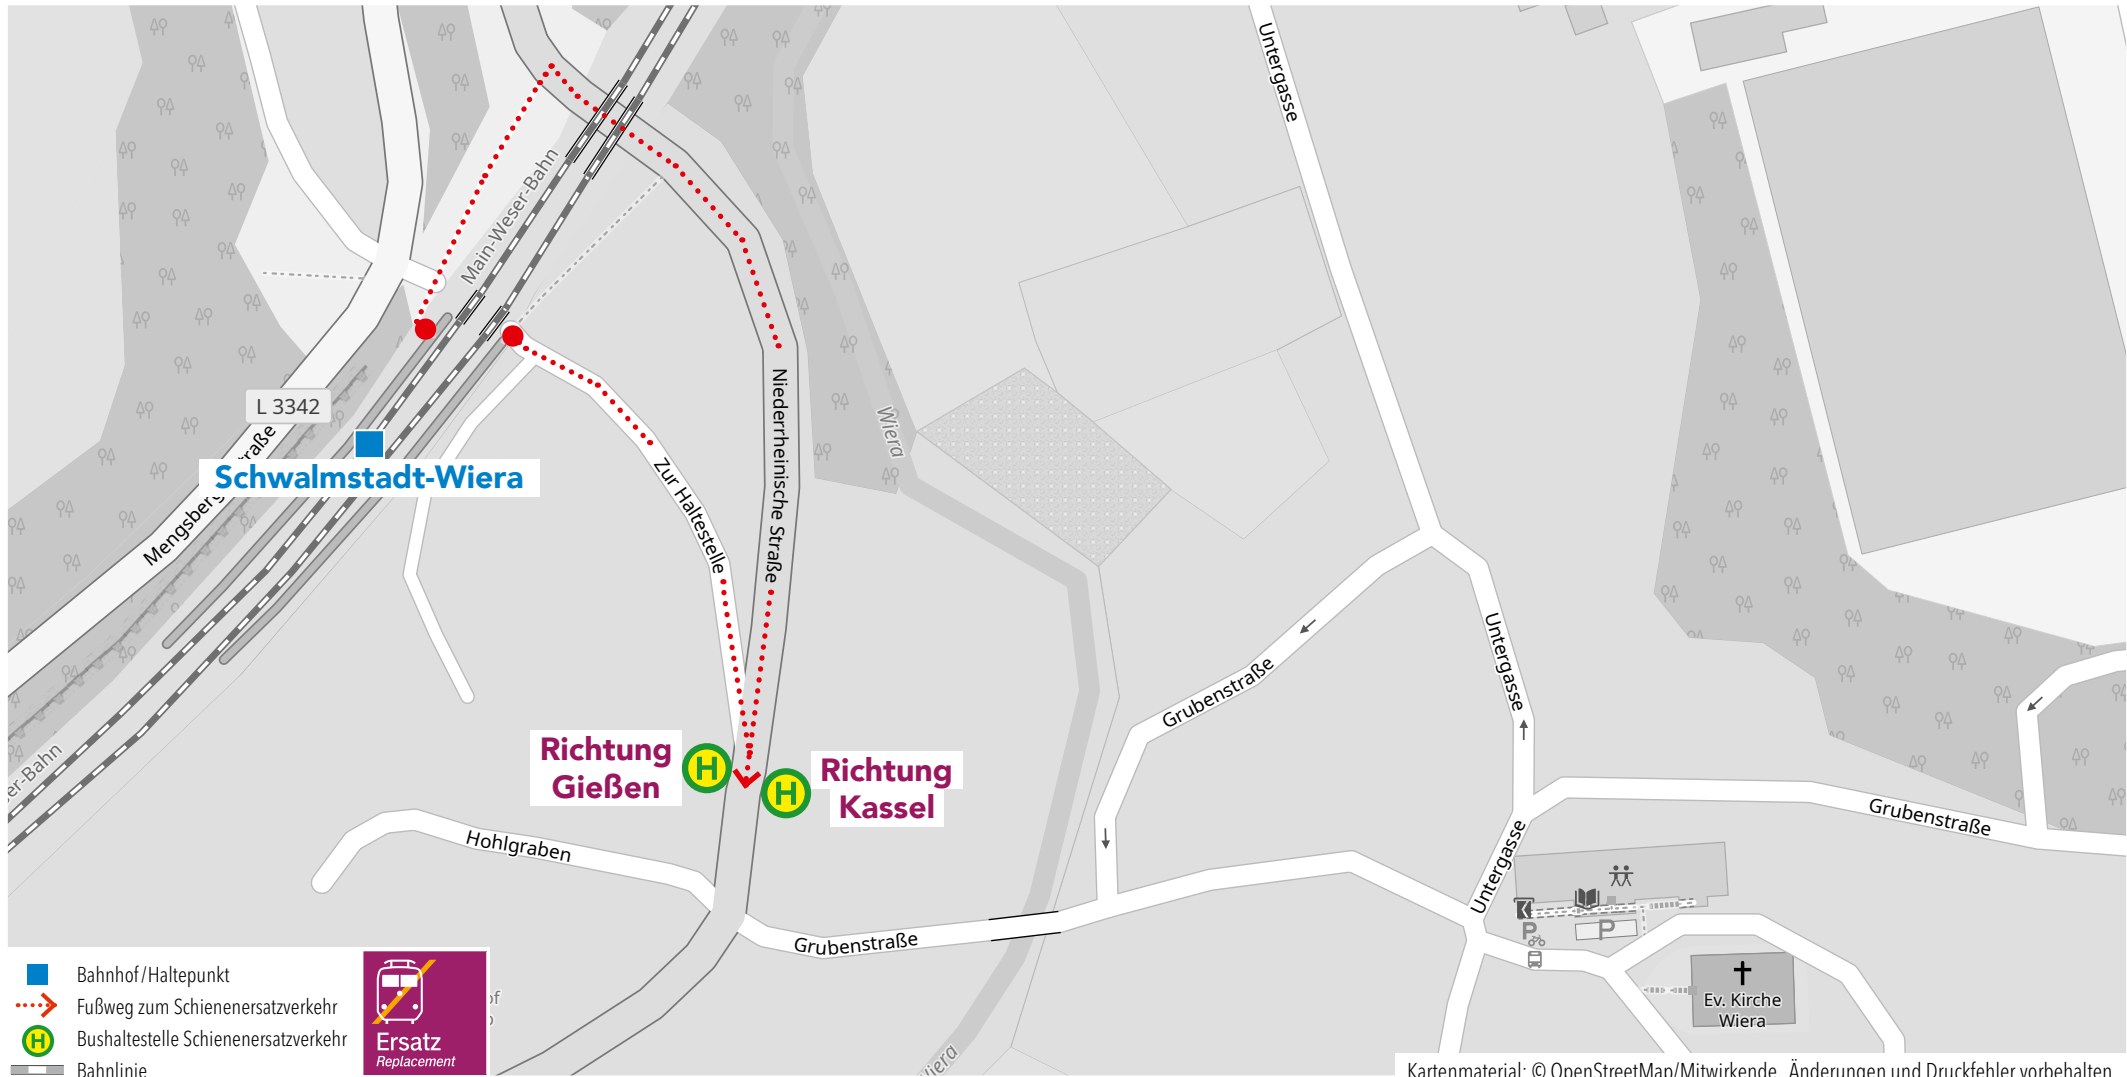 Untergasse
Main-Weser-Bahn
L 3342
Schwalmstadt-Wiera
Niederrheinische Straße
Wiera
Zur Haltestelle
Untergasse
Grubenstraße
Richtung
Gießen
H
H
Richtung
Kassel
Grubenstraße
Hohlgraben
Untergasse
Grubenstraße
P
P
Ev. Kirche
Wiera
Bahnhof/Haltepunkt
Fußweg zum Schienenersatzverkehr
H
Bushaltestelle Schienenersatzverkehr
Bahnlinie
Ersatz
Replacement
Kartenmaterial: © OpenStreetMap/Mitwirkende Änderungen und Druckfehler vorbehalten